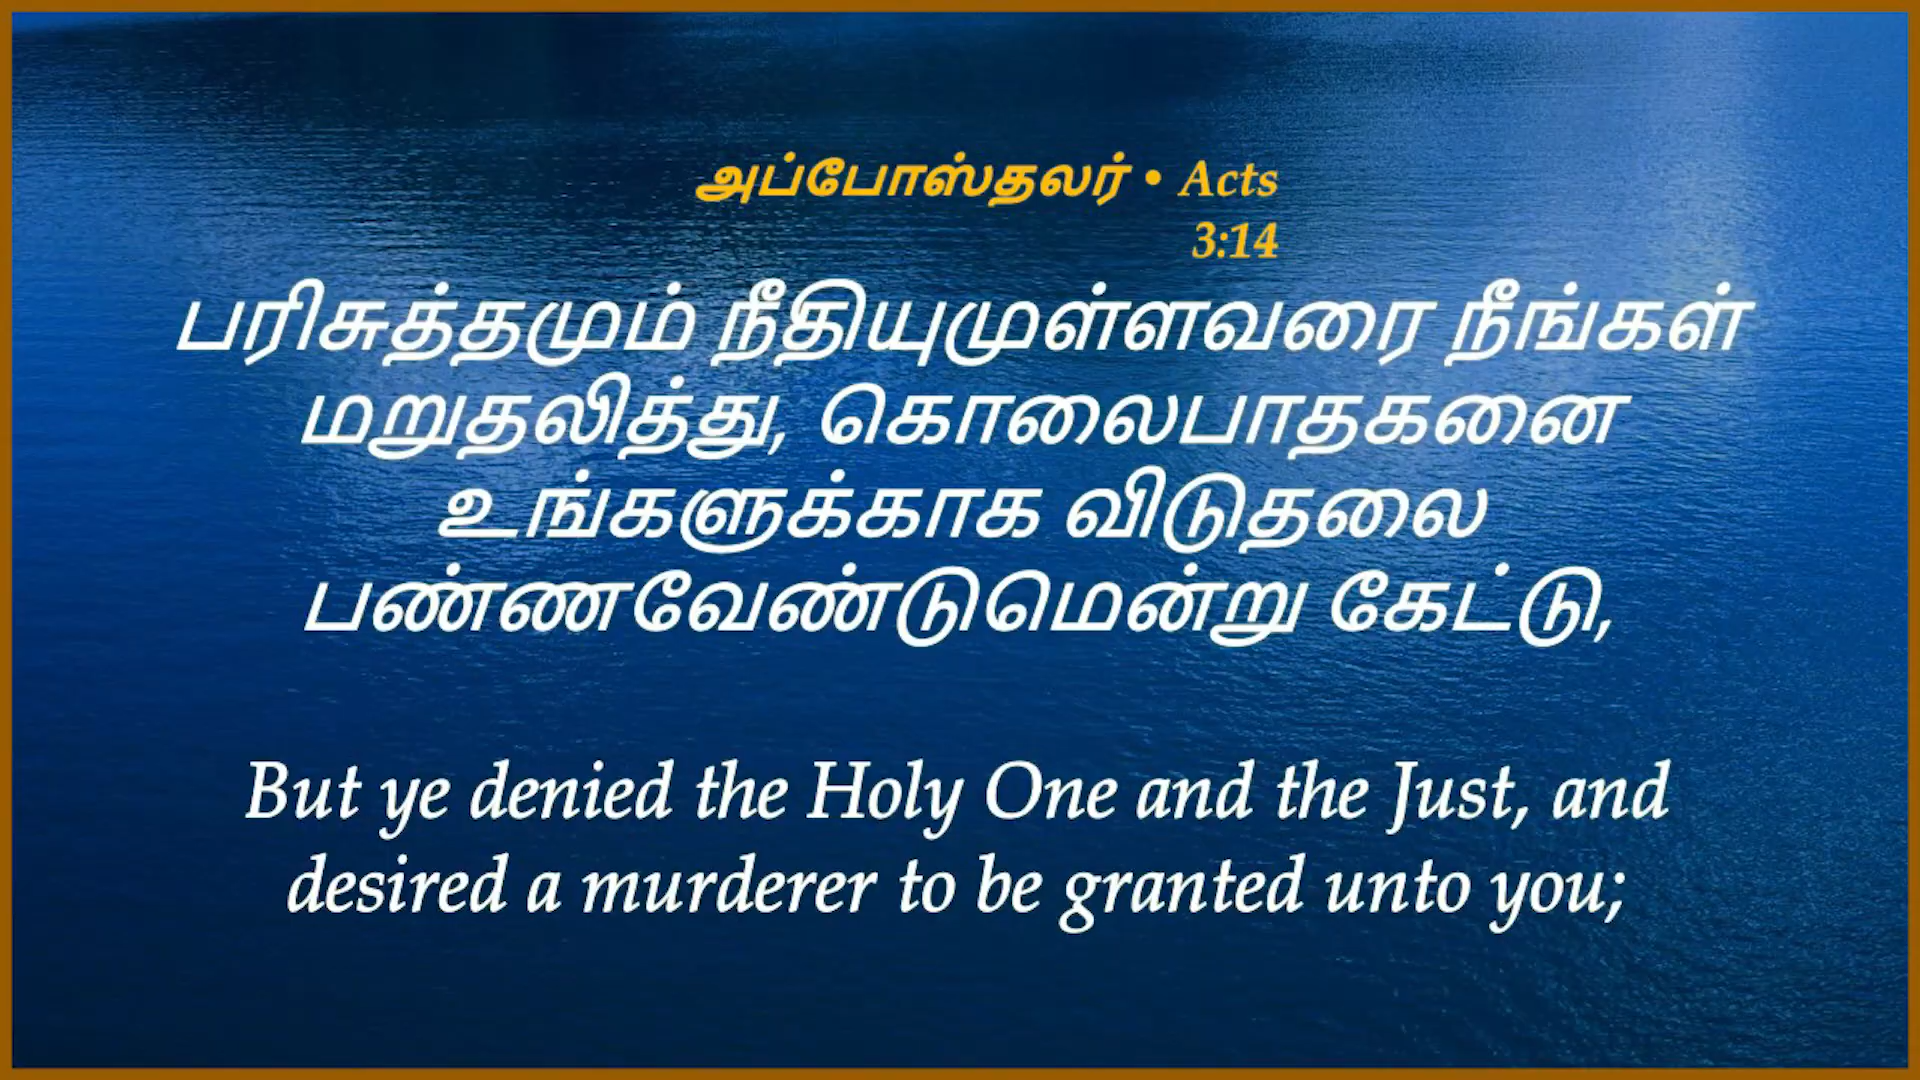 அப்போஸ்தலர் • Acts
3:14
பரிசுத்தமும் நீதியுமுள்ளவரை நீங்கள்
மறுதலித்து, கொலைபாதகனை
உங்களுக்காக விடுதலை
பண்ணவேண்டுமென்று கேட்டு,
But ye denied the Holy One and the Just, and
desired a murderer to be granted unto you;